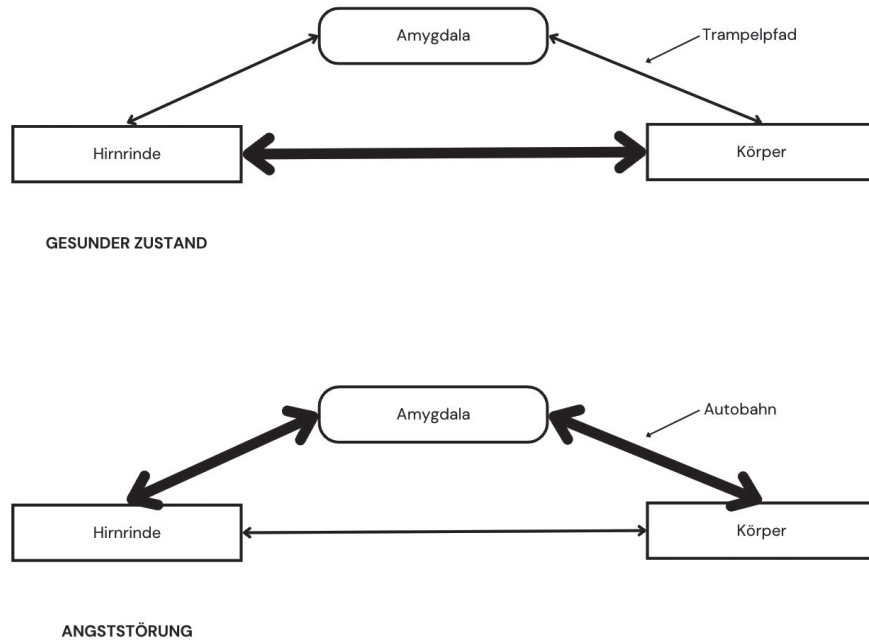 Amygdala
Trampelpfad
Hirnrinde
Körper
GESUNDER ZUSTAND
Amygdala
Autobahn
Hirnrinde
Körper
ANGSTSTÖRUNG